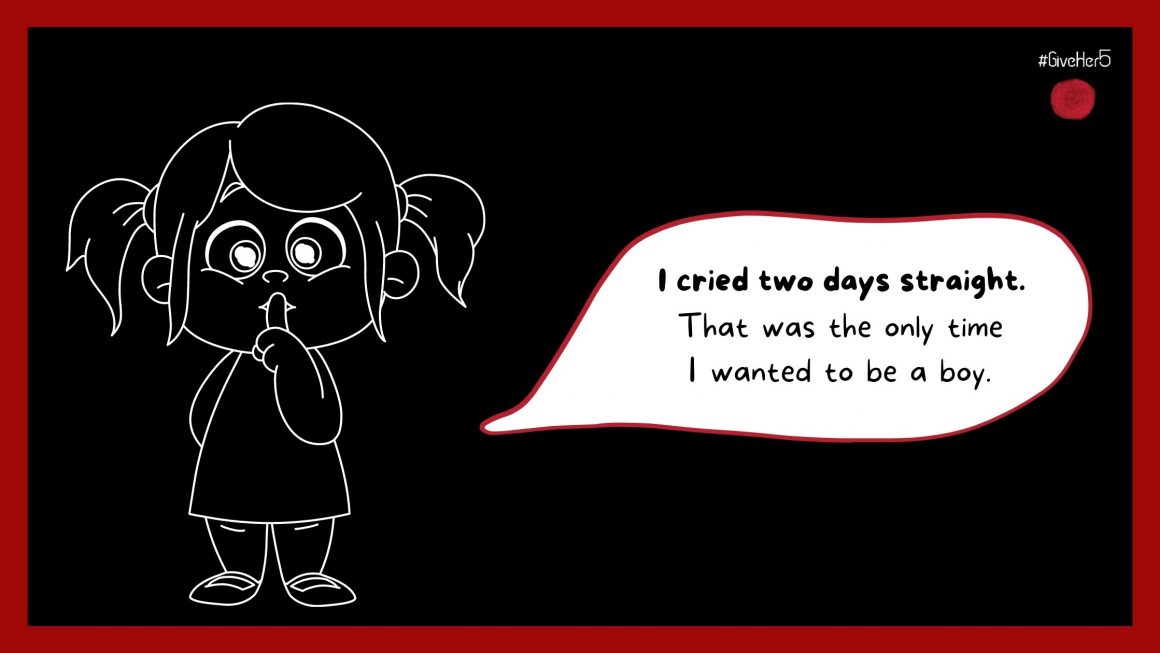 #GiveHer5
I cried two days straight.
That was the only time
I wanted to be a boy.